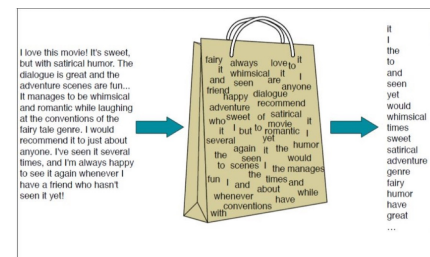 I love this movie! It's sweet,
but with satirical humor. The
dialogue is great and the
adventure scenes are fun...
It manages to be whimsical
and romantic while laughing
at the conventions of the
fairy tale genre. I would
recommend it to just about
anyone. I've seen it several
times, and I'm always happy
to see it again whenever I
have a friend who hasn't
seen it yet!
fairy always love to it
it whimsical it I
and seen are
friend anyone
happy dialogue
adventure recommend
who sweet of satirical
it I but to movie it
romantic I
several yet
again it the humor
the seen would
to scenes I the manages
the times and
fun I and about while
whenever have
conventions
with
it
I
the
to
and
seen
yet
would
whimsical
times
sweet
satirical
adventure
genre
fairy
humor
have
great
...